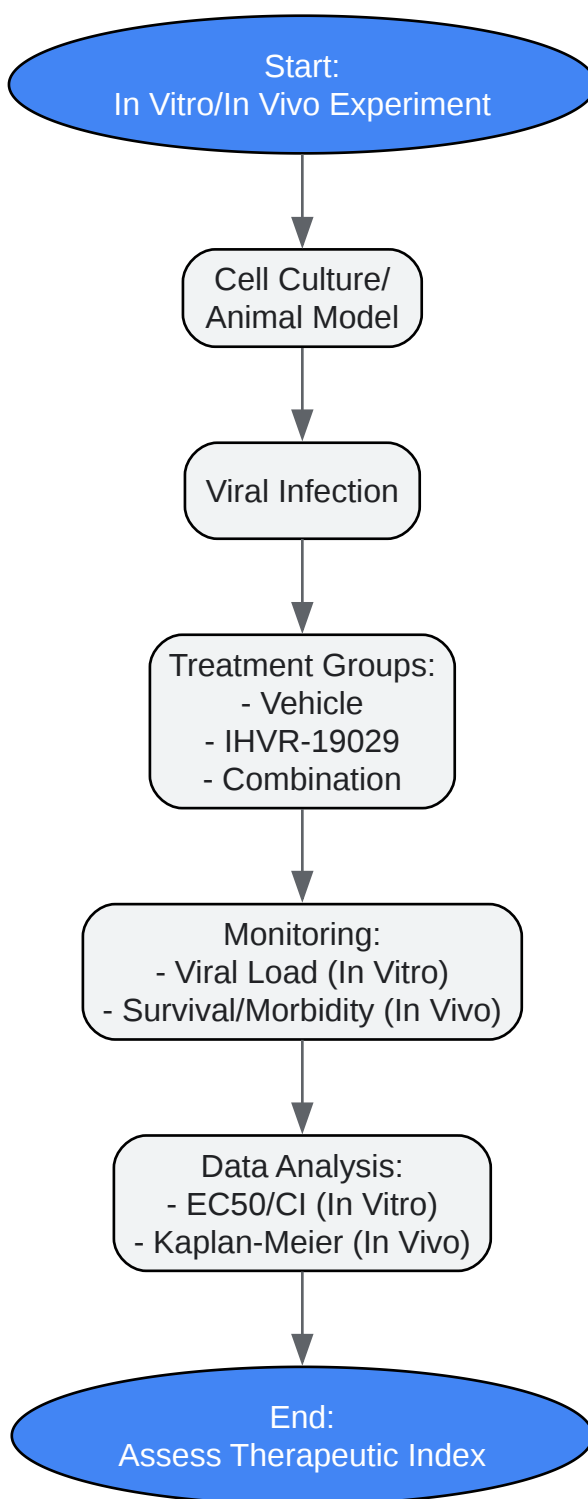 Start:
In Vitro/In Vivo Experiment
Cell Culture/
Animal Model
Viral Infection
Treatment Groups:
- Vehicle
- IHVR-19029
- Combination
Monitoring:
- Viral Load (In Vitro)
- Survival/Morbidity (In Vivo)
Data Analysis:
- EC50/CI (In Vitro)
- Kaplan-Meier (In Vivo)
End:
Assess Therapeutic Index